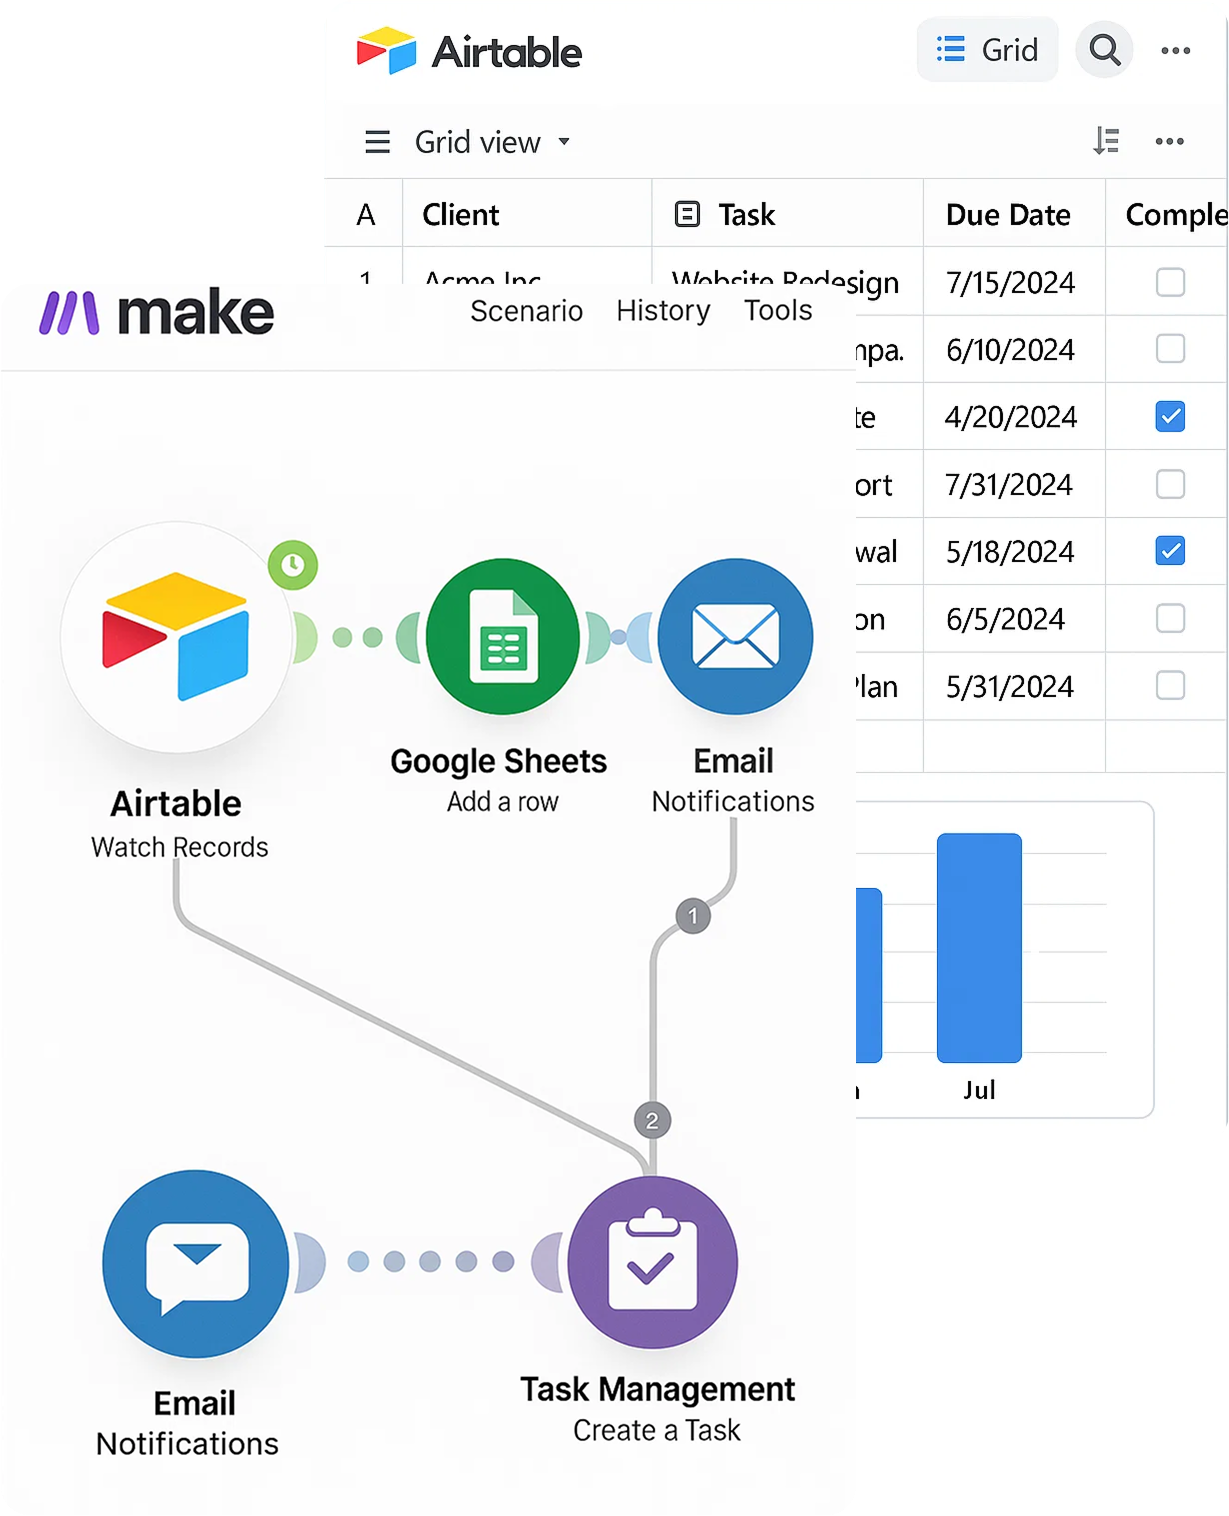 Airtable
Grid
Grid view
A Client Task Due Date Comple
1 Acme Inc Website Redesign 7/15/2024
make
Scenario History Tools
mpa. 6/10/2024
te 4/20/2024
ort 7/31/2024
wal 5/18/2024
on 6/5/2024
Plan 5/31/2024
Google Sheets
Add a row
Email
Notifications
Airtable
Watch Records
1
2
Jul
Email
Notifications
Task Management
Create a Task